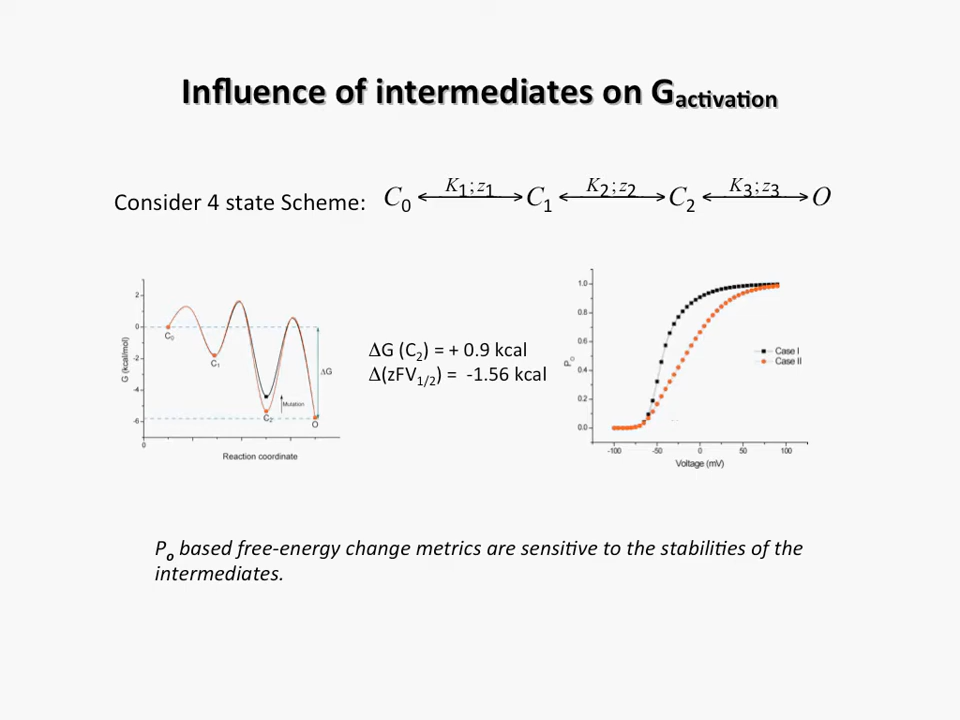 Influence of intermediates on Gactivation
Consider 4 state Scheme: C0 K1; z1 C1 K2; z2 C2 K3; z3 O
2
0
-2
-4
-6
G (kcal/mol)
C0
C1
C2
O
Mutation
ΔG
0
Reaction coordinate
ΔG (C2) = + 0.9 kcal
Δ(zFV1/2) = -1.56 kcal
1.0
0.8
0.6
0.4
0.2
0.0
PO
-100 -50 0 50 100
Voltage (mV)
Case I
Case II
Po based free-energy change metrics are sensitive to the stabilities of the
intermediates.